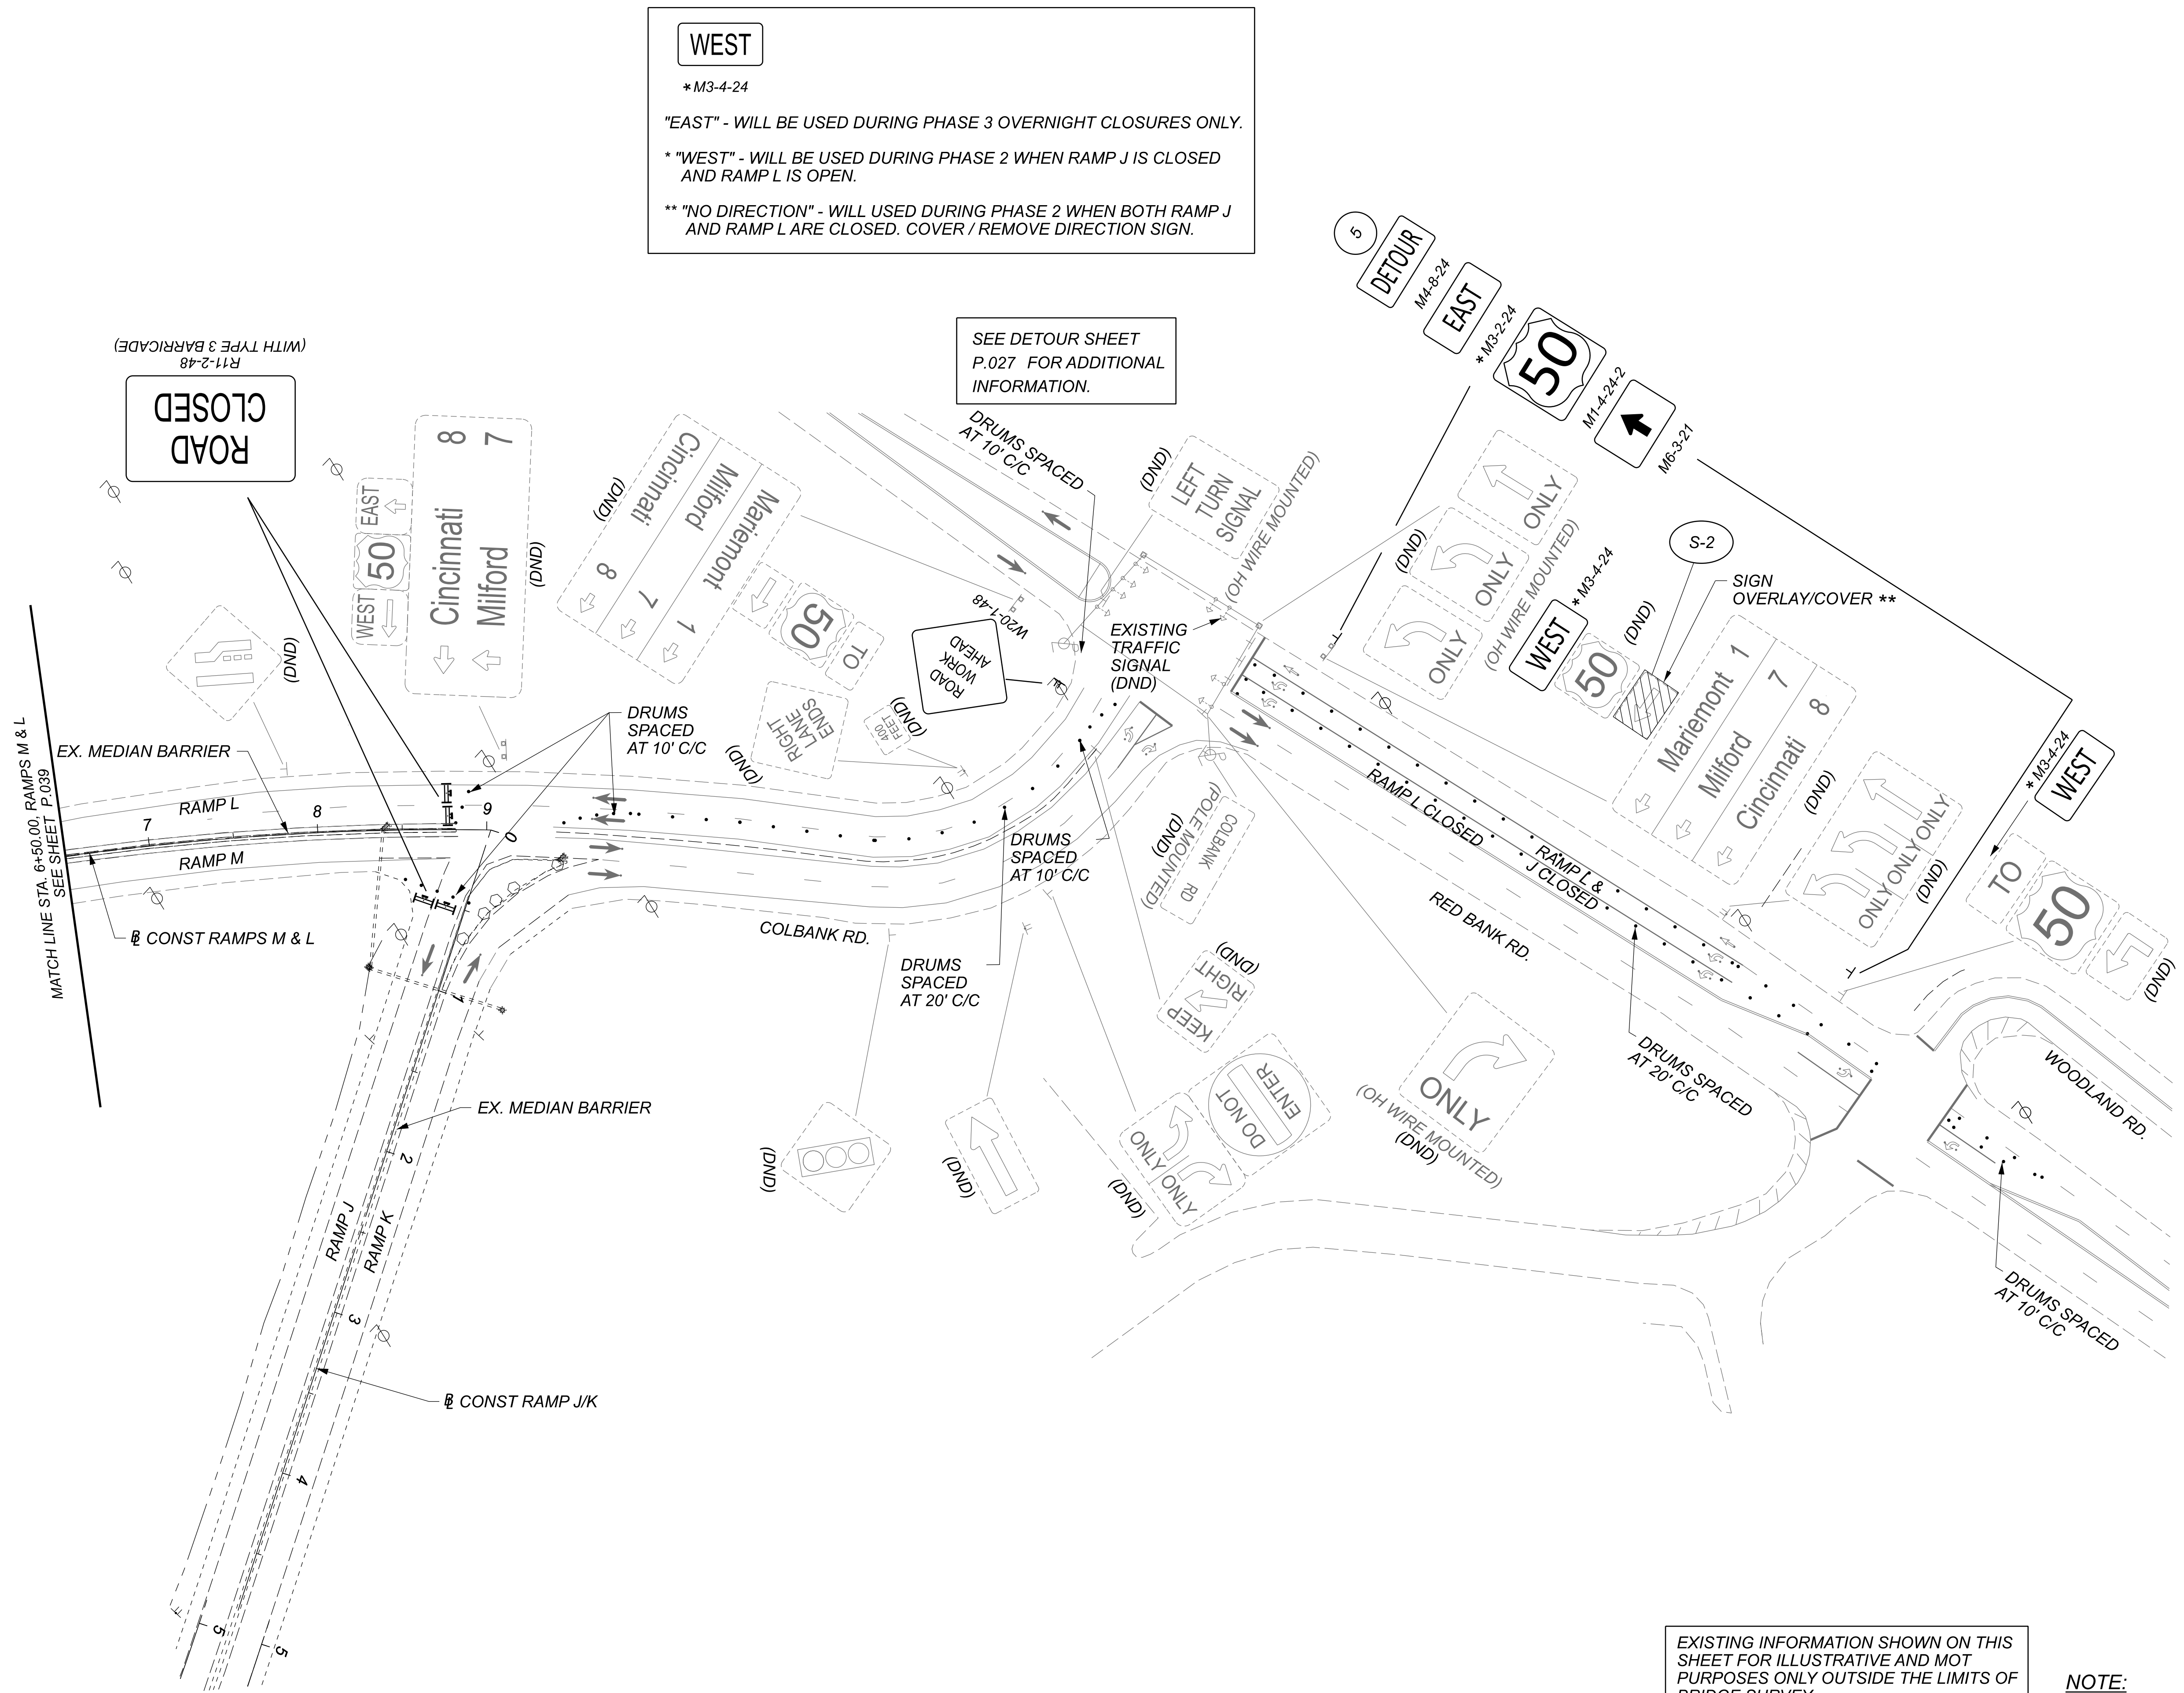 WEST
* M3-4-24
"EAST" - WILL BE USED DURING PHASE 3 OVERNIGHT CLOSURES ONLY.
* "WEST" - WILL BE USED DURING PHASE 2 WHEN RAMP J IS CLOSED
AND RAMP L IS OPEN.
** "NO DIRECTION" - WILL USED DURING PHASE 2 WHEN BOTH RAMP J
AND RAMP L ARE CLOSED. COVER / REMOVE DIRECTION SIGN.
5
DETOUR
M4-8-24
EAST
* M3-2-24
50
M1-4-24-2
M6-3-21
SEE DETOUR SHEET
P.027 FOR ADDITIONAL
INFORMATION.
ROAD
CLOSED
R11-2-48
(WITH TYPE 3 BARRICADE)
WEST
50
EAST
Cincinnati 8
Milford 7
(DND)
(DND)
Mariemont 1
Milford 7
Cincinnati 8
(DND)
TO
50
DRUMS SPACED
AT 10' C/C
(DND)
LEFT
TURN
SIGNAL
(OH WIRE MOUNTED)
(DND)
ONLY
ONLY
ONLY
(OH WIRE MOUNTED)
WEST
* M3-4-24
50
(DND)
S-2
SIGN
OVERLAY/COVER **
Mariemont 1
Milford 7
Cincinnati 8
(DND)
ONLY ONLY ONLY
(DND)
* M3-4-24
WEST
TO
50
(DND)
W20-1-48
ROAD
WORK
AHEAD
EXISTING
TRAFFIC
SIGNAL
(DND)
RIGHT
LANE
ENDS
(DND)
400
FEET
(DND)
DRUMS
SPACED
AT 10' C/C
EX. MEDIAN BARRIER
MATCH LINE STA. 6+50.00, RAMPS M & L
SEE SHEET P.039
RAMP L
7
8
9
0
RAMP M
BL CONST RAMPS M & L
DRUMS
SPACED
AT 10' C/C
COLBANK
RD
(POLE MOUNTED)
(DND)
RAMP L CLOSED
RAMP L &
J CLOSED
RED BANK RD.
COLBANK RD.
DRUMS
SPACED
AT 20' C/C
KEEP
RIGHT
(DND)
DRUMS SPACED
AT 20' C/C
WOODLAND RD.
1
EX. MEDIAN BARRIER
2
RAMP J
RAMP K
3
BL CONST RAMP J/K
4
5
5
(DND)
(DND)
ONLY
ONLY
DO NOT
ENTER
(DND)
ONLY
(OH WIRE MOUNTED)
(DND)
DRUMS SPACED
AT 10' C/C
EXISTING INFORMATION SHOWN ON THIS
SHEET FOR ILLUSTRATIVE AND MOT
PURPOSES ONLY OUTSIDE THE LIMITS OF
BRIDGE SURVEY
NOTE: